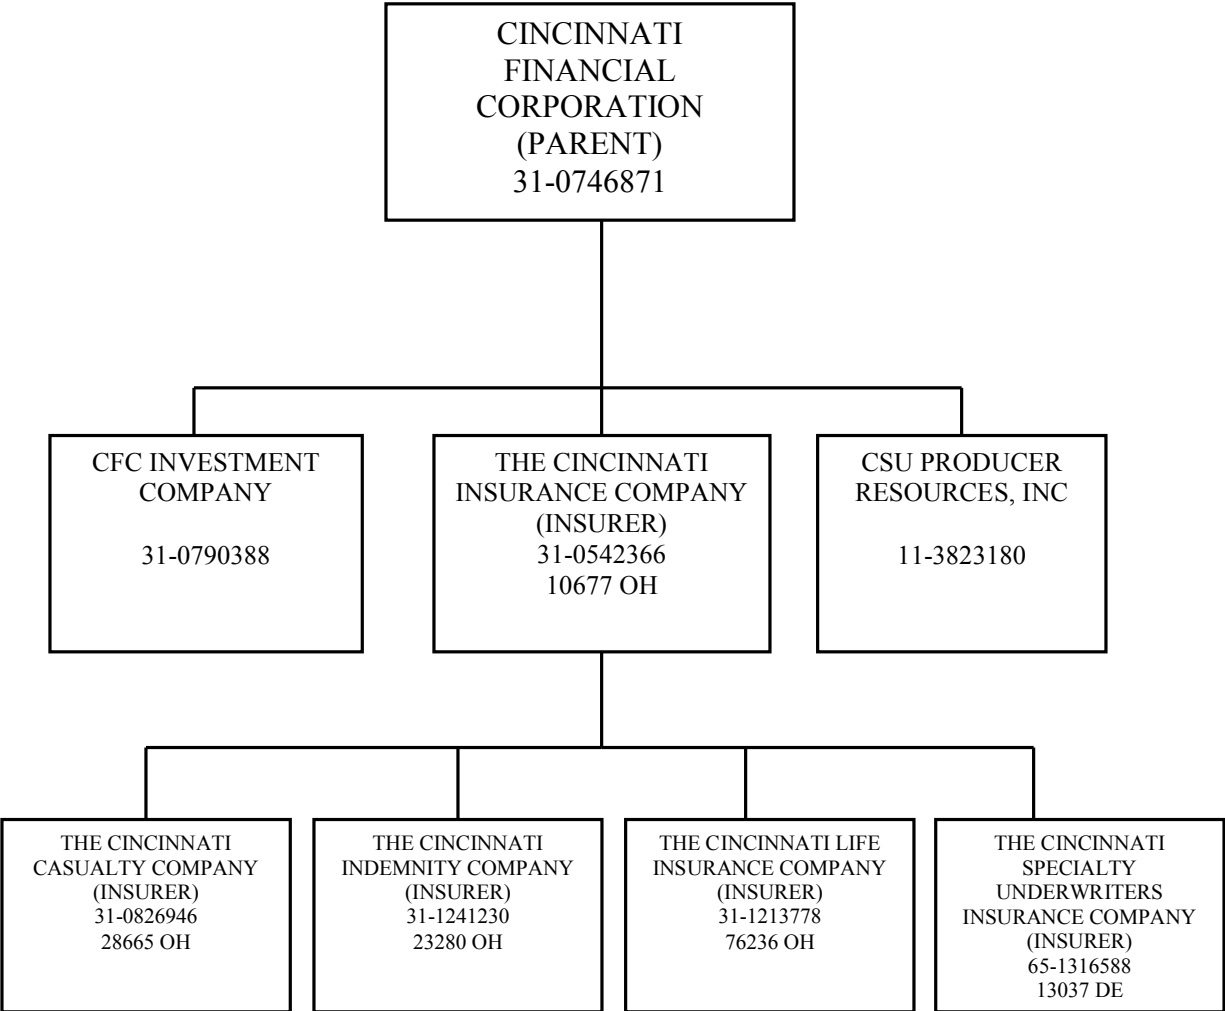 CINCINNATI
FINANCIAL
CORPORATION
(PARENT)
31-0746871
CFC INVESTMENT
COMPANY
31-0790388
THE CINCINNATI
INSURANCE COMPANY
(INSURER)
31-0542366
10677 OH
CSU PRODUCER
RESOURCES, INC
11-3823180
THE CINCINNATI
CASUALTY COMPANY
(INSURER)
31-0826946
28665 OH
THE CINCINNATI
INDEMNITY COMPANY
(INSURER)
31-1241230
23280 OH
THE CINCINNATI LIFE
INSURANCE COMPANY
(INSURER)
31-1213778
76236 OH
THE CINCINNATI
SPECIALTY
UNDERWRITERS
INSURANCE COMPANY
(INSURER)
65-1316588
13037 DE